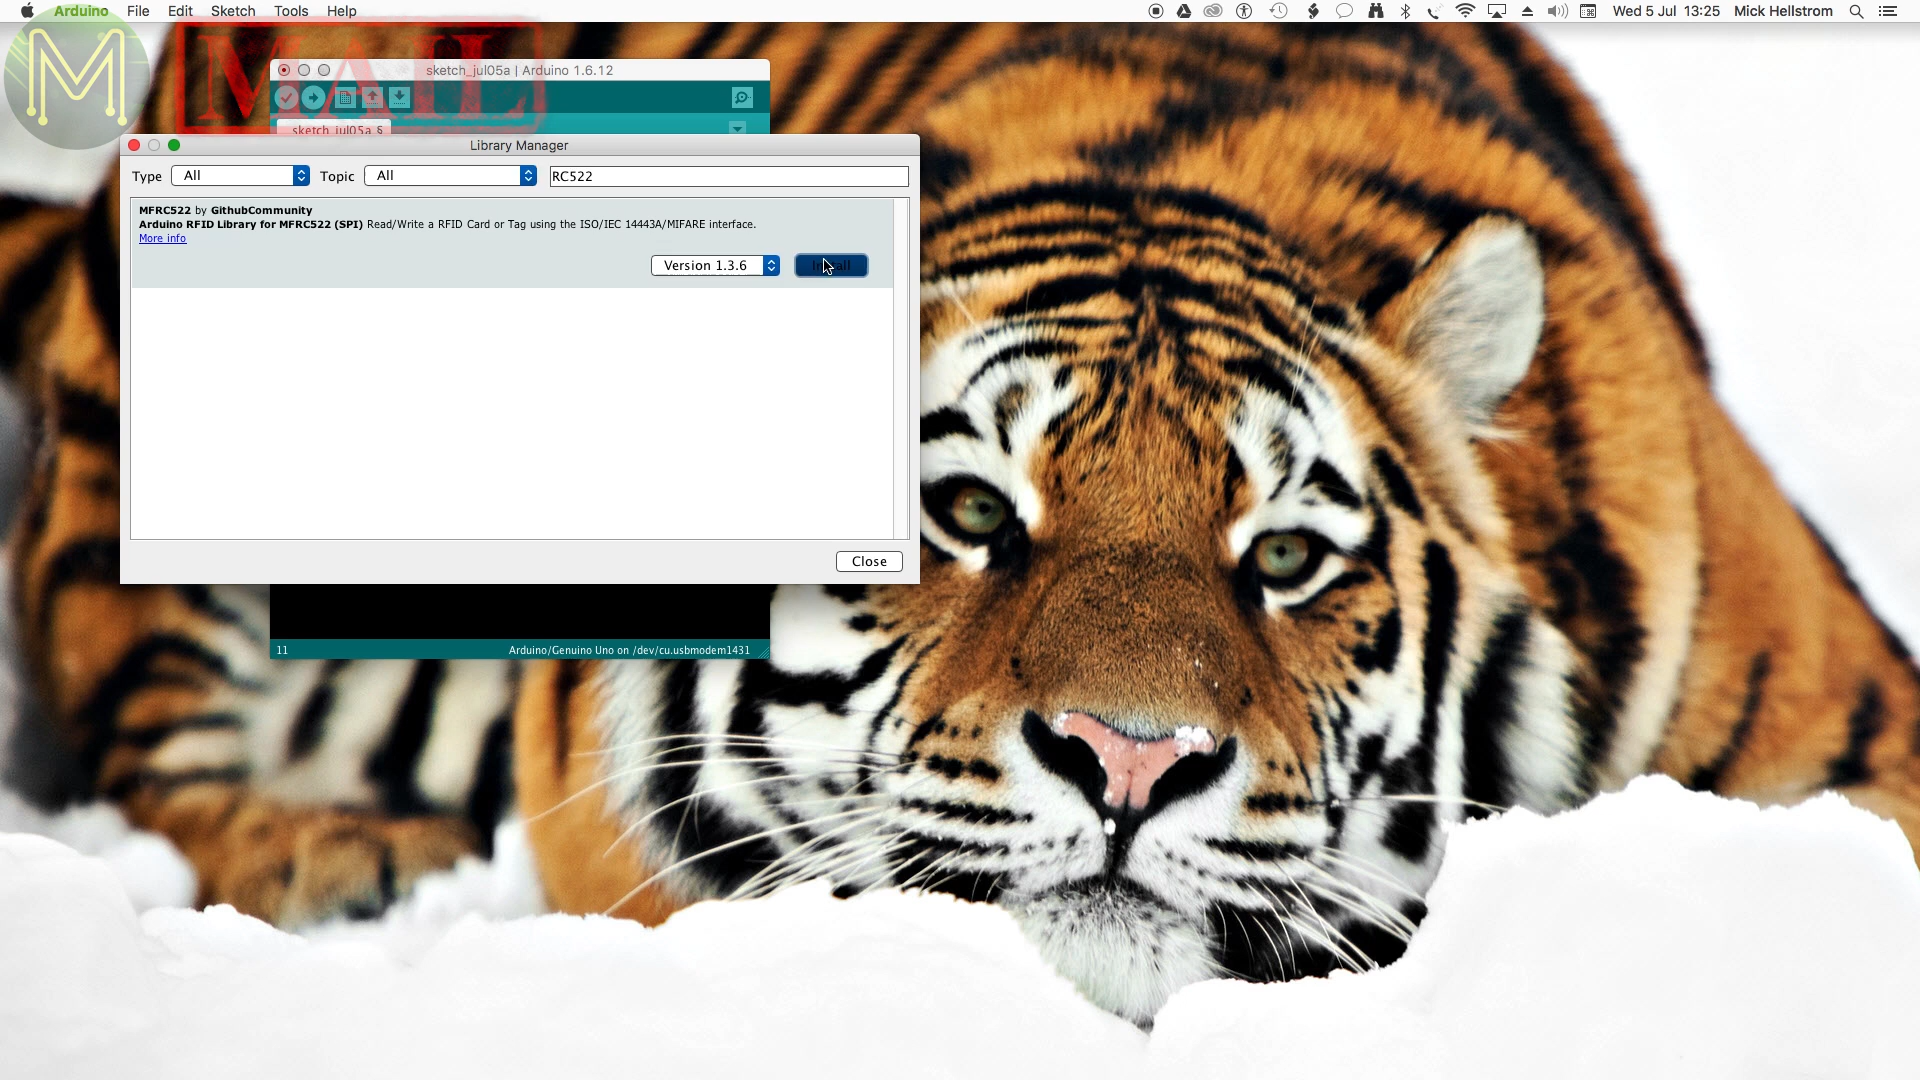 Arduino File Edit Sketch Tools Help Wed 5 Jul 13:25 Mick Hellstrom
M
MAIL
sketch_jul05a | Arduino 1.6.12
sketch_jul05a §
Library Manager
Type All Topic All RC522
MFRC522 by GithubCommunity
Arduino RFID Library for MFRC522 (SPI) Read/Write a RFID Card or Tag using the ISO/IEC 14443A/MIFARE interface.
More info
Version 1.3.6 Install
Close
11 Arduino/Genuino Uno on /dev/cu.usbmodem1431